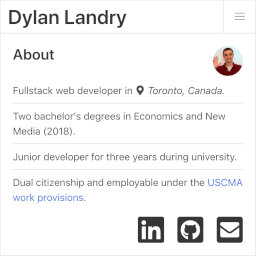 Dylan Landry
About
Fullstack web developer in Toronto, Canada.
Two bachelor's degrees in Economics and New
Media (2018).
Junior developer for three years during university.
Dual citizenship and employable under the USCMA
work provisions.
in